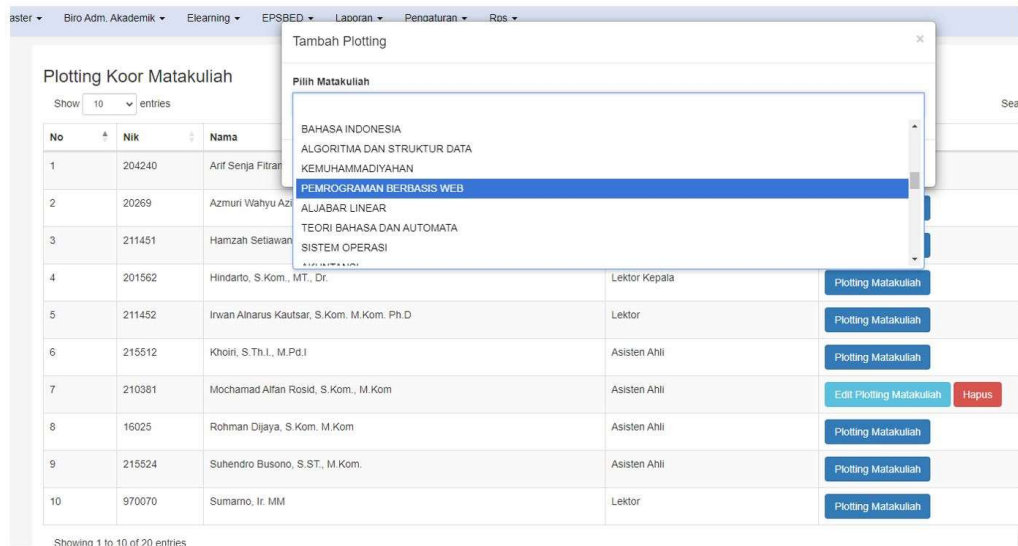 aster Biro Adm. Akademik Elearning EPSBED Laporan Pengaturan Rps
Tambah Plotting ×
Plotting Koor Matakuliah
Pilih Matakuliah
Show 10 entries
Sea
BAHASA INDONESIA
ALGORITMA DAN STRUKTUR DATA
KEMUHAMMADIYAHAN
PEMROGRAMAN BERBASIS WEB
ALJABAR LINEAR
TEORI BAHASA DAN AUTOMATA
SISTEM OPERASI
No Nik Nama
1 204240 Arif Senja Fitran
2 20269 Azmuri Wahyu Azi
3 211451 Hamzah Setiawan
4 201562 Hindarto, S.Kom., MT., Dr. Lektor Kepala Plotting Matakuliah
5 211452 Irwan Alnarus Kautsar, S.Kom. M.Kom. Ph.D Lektor Plotting Matakuliah
6 215512 Khoiri, S.Th.I., M.Pd.I Asisten Ahli Plotting Matakuliah
7 210381 Mochamad Alfan Rosid, S.Kom., M.Kom Asisten Ahli Edit Plotting Matakuliah Hapus
8 16025 Rohman Dijaya, S.Kom. M.Kom Asisten Ahli Plotting Matakuliah
9 215524 Suhendro Busono, S.ST., M.Kom. Asisten Ahli Plotting Matakuliah
10 970070 Sumarno, Ir. MM Lektor Plotting Matakuliah
Showing 1 to 10 of 20 entries